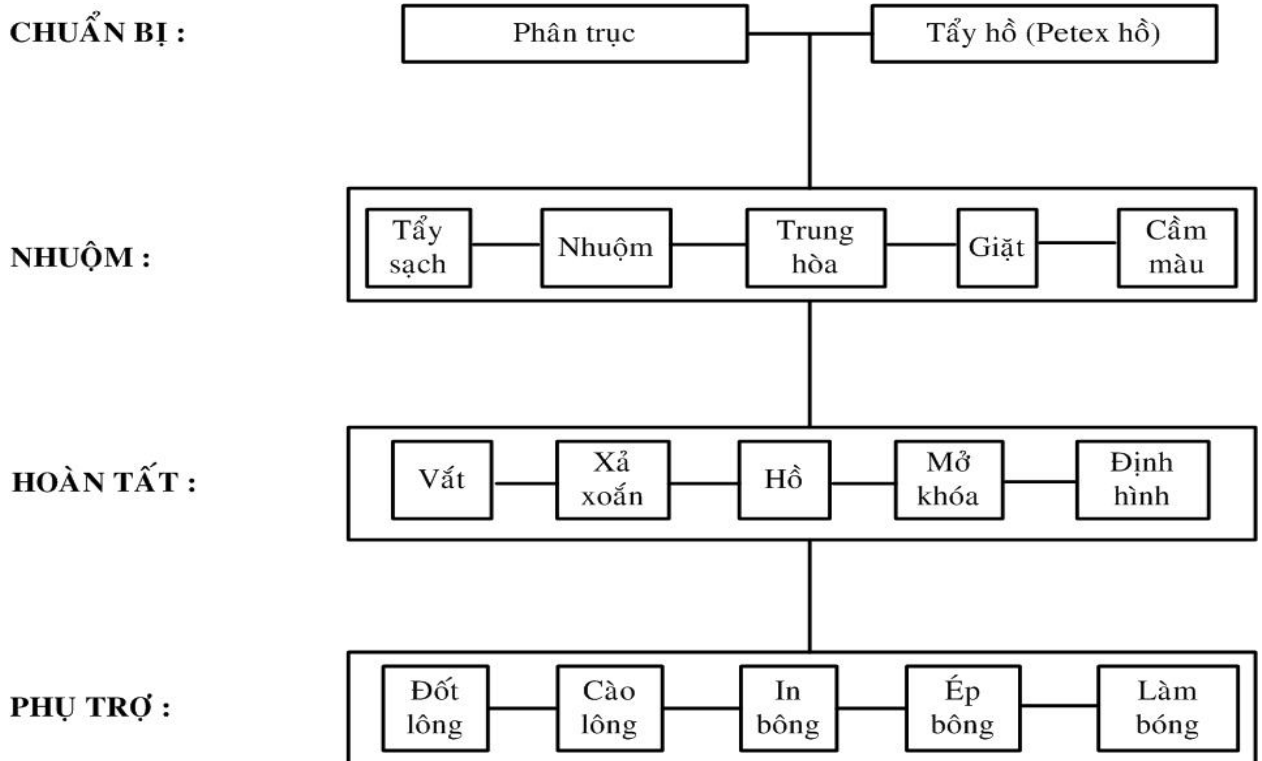 CHUẨN BỊ :
Phân trục
Tẩy hồ (Petex hồ)
NHUỘM :
Tẩy
sạch
Nhuộm
Trung
hòa
Giặt
Cầm
màu
HOÀN TẤT :
Vắt
Xả
xoắn
Hồ
Mở
khóa
Định
hình
PHỤ TRỢ :
Đốt
lông
Cào
lông
In
bông
Ép
bông
Làm
bóng